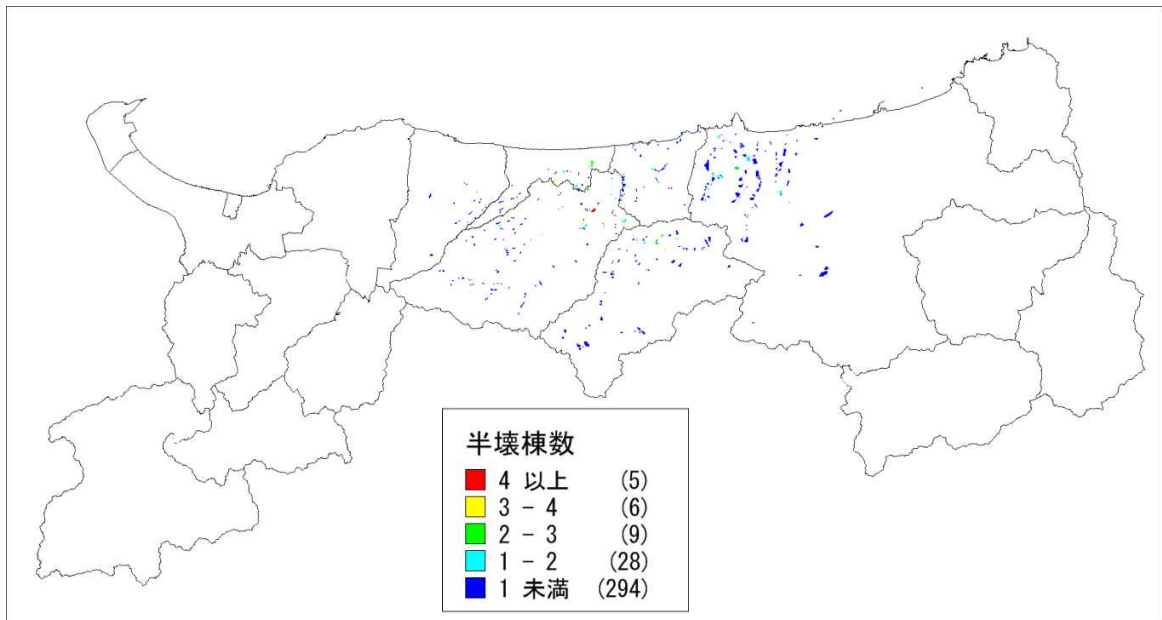 半壊棟数
4 以上 (5)
3 - 4 (6)
2 - 3 (9)
1 - 2 (28)
1 未満 (294)